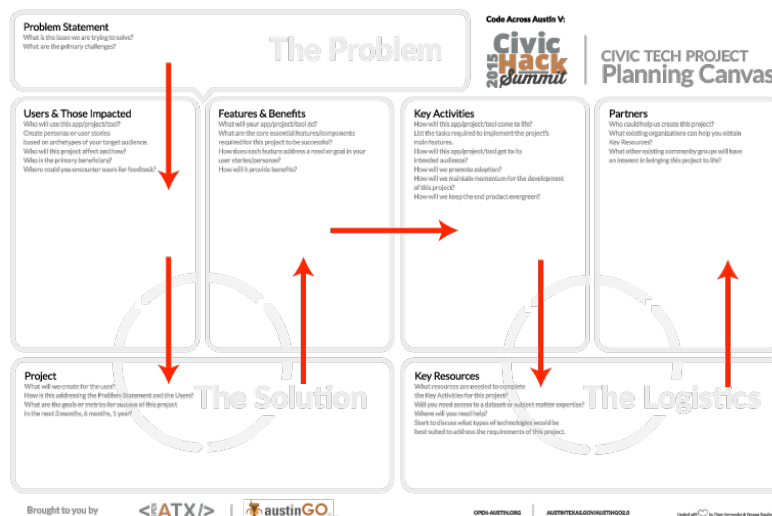 Problem Statement
What is the issue we are trying to solve?
What are the primary challenges?
The Problem
Code Across Austin V:
2015 Civic Hack Summit
CIVIC TECH PROJECT
Planning Canvas
Users & Those Impacted
Who will use this app/project/tool?
Create personas or user stories
based on archetypes of your target audience.
Who will this project affect and how?
Who is the primary beneficiary?
Where could you encounter users for feedback?
Features & Benefits
What will your app/project/tool do?
What are the core essential features/components
required for this project to be successful?
How does each feature address a need or goal in your
user stories/personas?
How will it provide benefits?
Key Activities
How will this app/project/tool come to life?
List the tasks required to implement the project's
main features.
How will this app/project/tool get to its
intended audience?
How will we promote adoption?
How will we maintain momentum for the development
of this project?
How will we keep the end product evergreen?
Partners
Who could help us create this project?
What existing organizations can help you obtain
Key Resources?
What other existing community groups will have
an interest in bringing this project to life?
Project
What will we create for the user?
How is this addressing the Problem Statement and the Users?
What are the goals or metrics for success of this project
in the next 3 months, 6 months, 1 year?
The Solution
Key Resources
What resources are needed to complete
the Key Activities for this project?
Will you need access to a dataset or subject matter expertise?
Where will you need help?
Start to discuss what types of technologies would be
best suited to address the requirements of this project.
The Logistics
Brought to you by
<OPEN ATX/>
austinGO
OPEN-AUSTIN.ORG
AUSTINTEXAS.GOV/AUSTINGO2.0